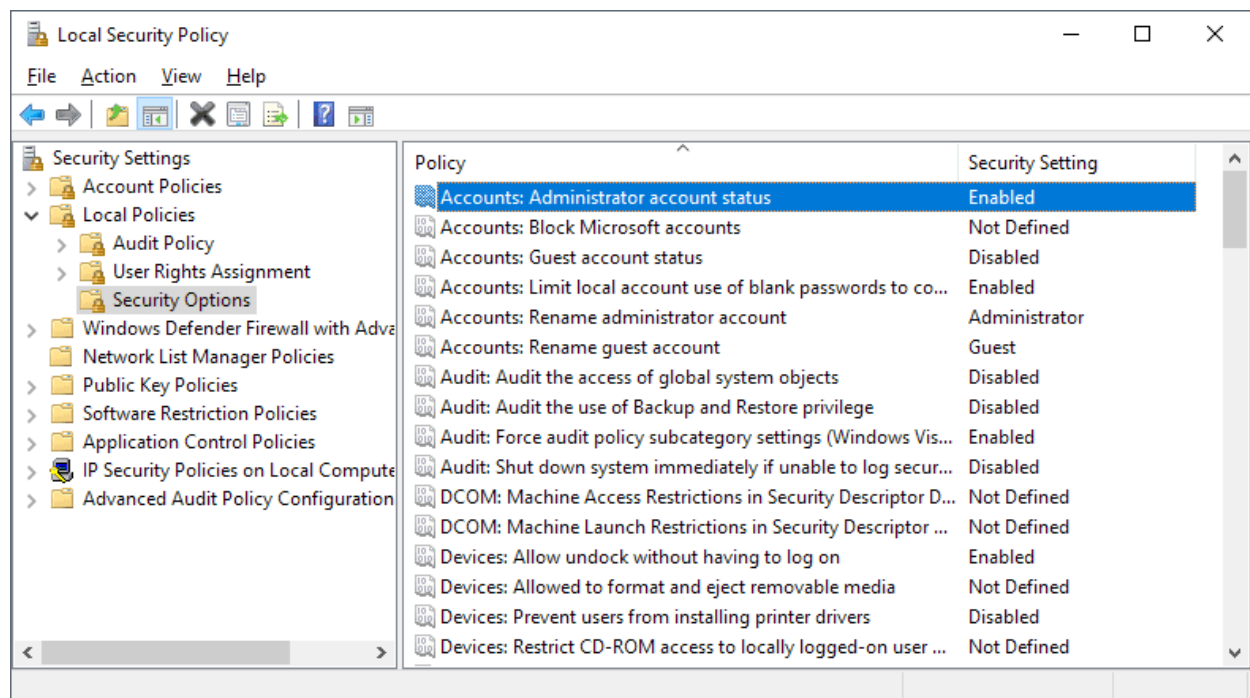 Local Security Policy
File Action View Help
Security Settings
Account Policies
Local Policies
Audit Policy
User Rights Assignment
Security Options
Windows Defender Firewall with Adva
Network List Manager Policies
Public Key Policies
Software Restriction Policies
Application Control Policies
IP Security Policies on Local Compute
Advanced Audit Policy Configuration
Policy Security Setting
Accounts: Administrator account status Enabled
Accounts: Block Microsoft accounts Not Defined
Accounts: Guest account status Disabled
Accounts: Limit local account use of blank passwords to co... Enabled
Accounts: Rename administrator account Administrator
Accounts: Rename guest account Guest
Audit: Audit the access of global system objects Disabled
Audit: Audit the use of Backup and Restore privilege Disabled
Audit: Force audit policy subcategory settings (Windows Vis... Enabled
Audit: Shut down system immediately if unable to log secur... Disabled
DCOM: Machine Access Restrictions in Security Descriptor D... Not Defined
DCOM: Machine Launch Restrictions in Security Descriptor ... Not Defined
Devices: Allow undock without having to log on Enabled
Devices: Allowed to format and eject removable media Not Defined
Devices: Prevent users from installing printer drivers Disabled
Devices: Restrict CD-ROM access to locally logged-on user ... Not Defined